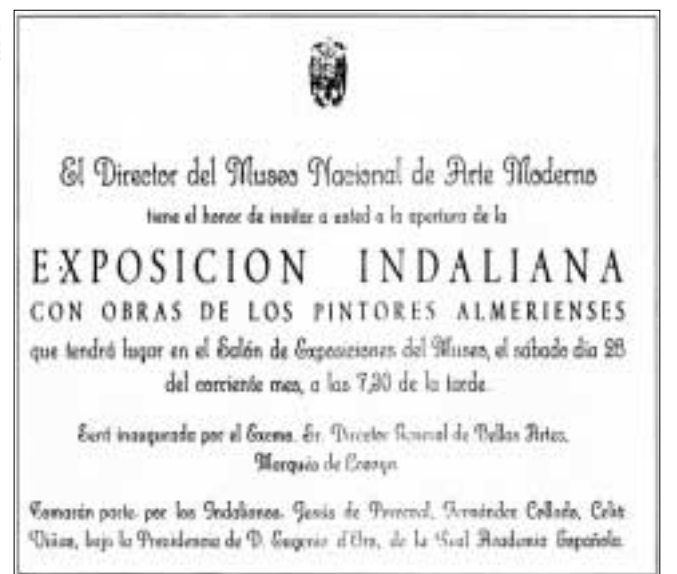 El Director del Museo Nacional de Arte Moderno
tiene el honor de invitar a usted a la apertura de la
EXPOSICION INDALIANA
CON OBRAS DE LOS PINTORES ALMERIENSES
que tendrá lugar en el Salón de Exposiciones del Museo, el sábado día 28
del corriente mes, a las 7,30 de la tarde.
Será inaugurada por el Excmo. Sr. Director General de Bellas Artes,
Marqués de Lozoya
Tomarán parte por los Indalianos, Jesús de Perceval, Fernández Collado, Celia
Viñas, bajo la Presidencia de D. Eugenio d'Ors, de la Real Academia Española.